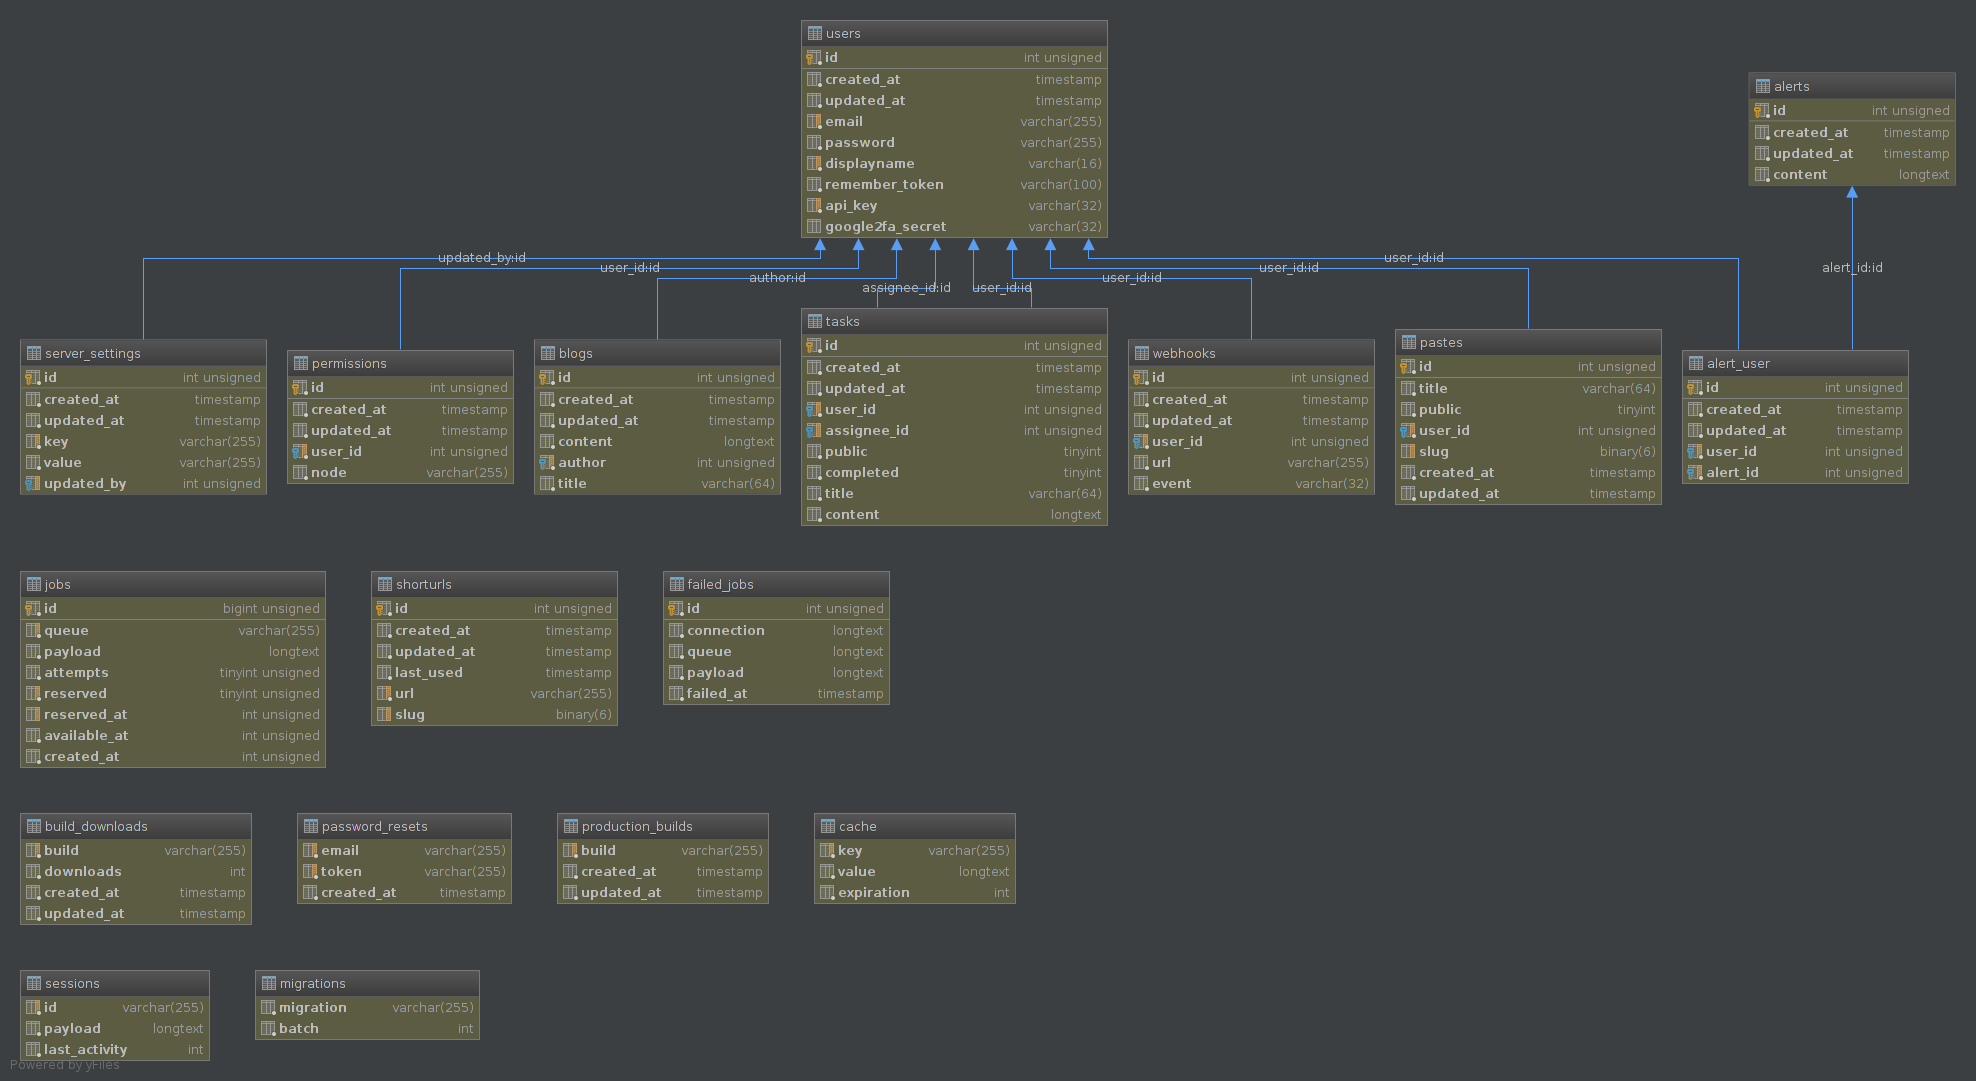 users
id int unsigned
created_at timestamp
updated_at timestamp
email varchar(255)
password varchar(255)
displayname varchar(16)
remember_token varchar(100)
api_key varchar(32)
google2fa_secret varchar(32)
alerts
id int unsigned
created_at timestamp
updated_at timestamp
content longtext
updated_by:id
user_id:id
author:id
assignee_id:id
user_id:id
user_id:id
user_id:id
user_id:id
alert_id:id
server_settings
id int unsigned
created_at timestamp
updated_at timestamp
key varchar(255)
value varchar(255)
updated_by int unsigned
permissions
id int unsigned
created_at timestamp
updated_at timestamp
user_id int unsigned
node varchar(255)
blogs
id int unsigned
created_at timestamp
updated_at timestamp
content longtext
author int unsigned
title varchar(64)
tasks
id int unsigned
created_at timestamp
updated_at timestamp
user_id int unsigned
assignee_id int unsigned
public tinyint
completed tinyint
title varchar(64)
content longtext
webhooks
id int unsigned
created_at timestamp
updated_at timestamp
user_id int unsigned
url varchar(255)
event varchar(32)
pastes
id int unsigned
title varchar(64)
public tinyint
user_id int unsigned
slug binary(6)
created_at timestamp
updated_at timestamp
alert_user
id int unsigned
created_at timestamp
updated_at timestamp
user_id int unsigned
alert_id int unsigned
jobs
id bigint unsigned
queue varchar(255)
payload longtext
attempts tinyint unsigned
reserved tinyint unsigned
reserved_at int unsigned
available_at int unsigned
created_at int unsigned
shorturls
id int unsigned
created_at timestamp
updated_at timestamp
last_used timestamp
url varchar(255)
slug binary(6)
failed_jobs
id int unsigned
connection longtext
queue longtext
payload longtext
failed_at timestamp
build_downloads
build varchar(255)
downloads int
created_at timestamp
updated_at timestamp
password_resets
email varchar(255)
token varchar(255)
created_at timestamp
production_builds
build varchar(255)
created_at timestamp
updated_at timestamp
cache
key varchar(255)
value longtext
expiration int
sessions
id varchar(255)
payload longtext
last_activity int
migrations
migration varchar(255)
batch int
Powered by yFiles